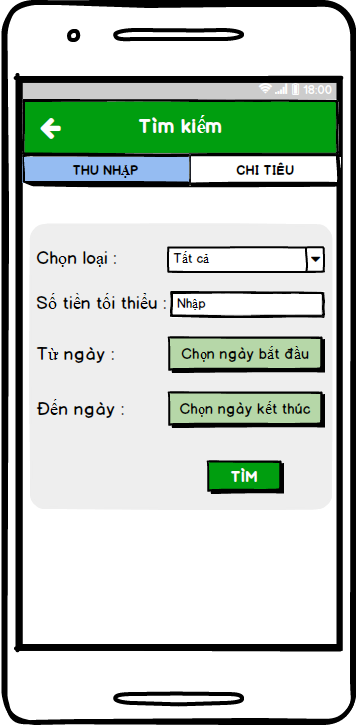 18:00
Tìm kiếm
THU NHẬP CHI TIÊU
Chọn loại : Tất cả
Số tiền tối thiểu : Nhập
Từ ngày : Chọn ngày bắt đầu
Đến ngày : Chọn ngày kết thúc
TÌM